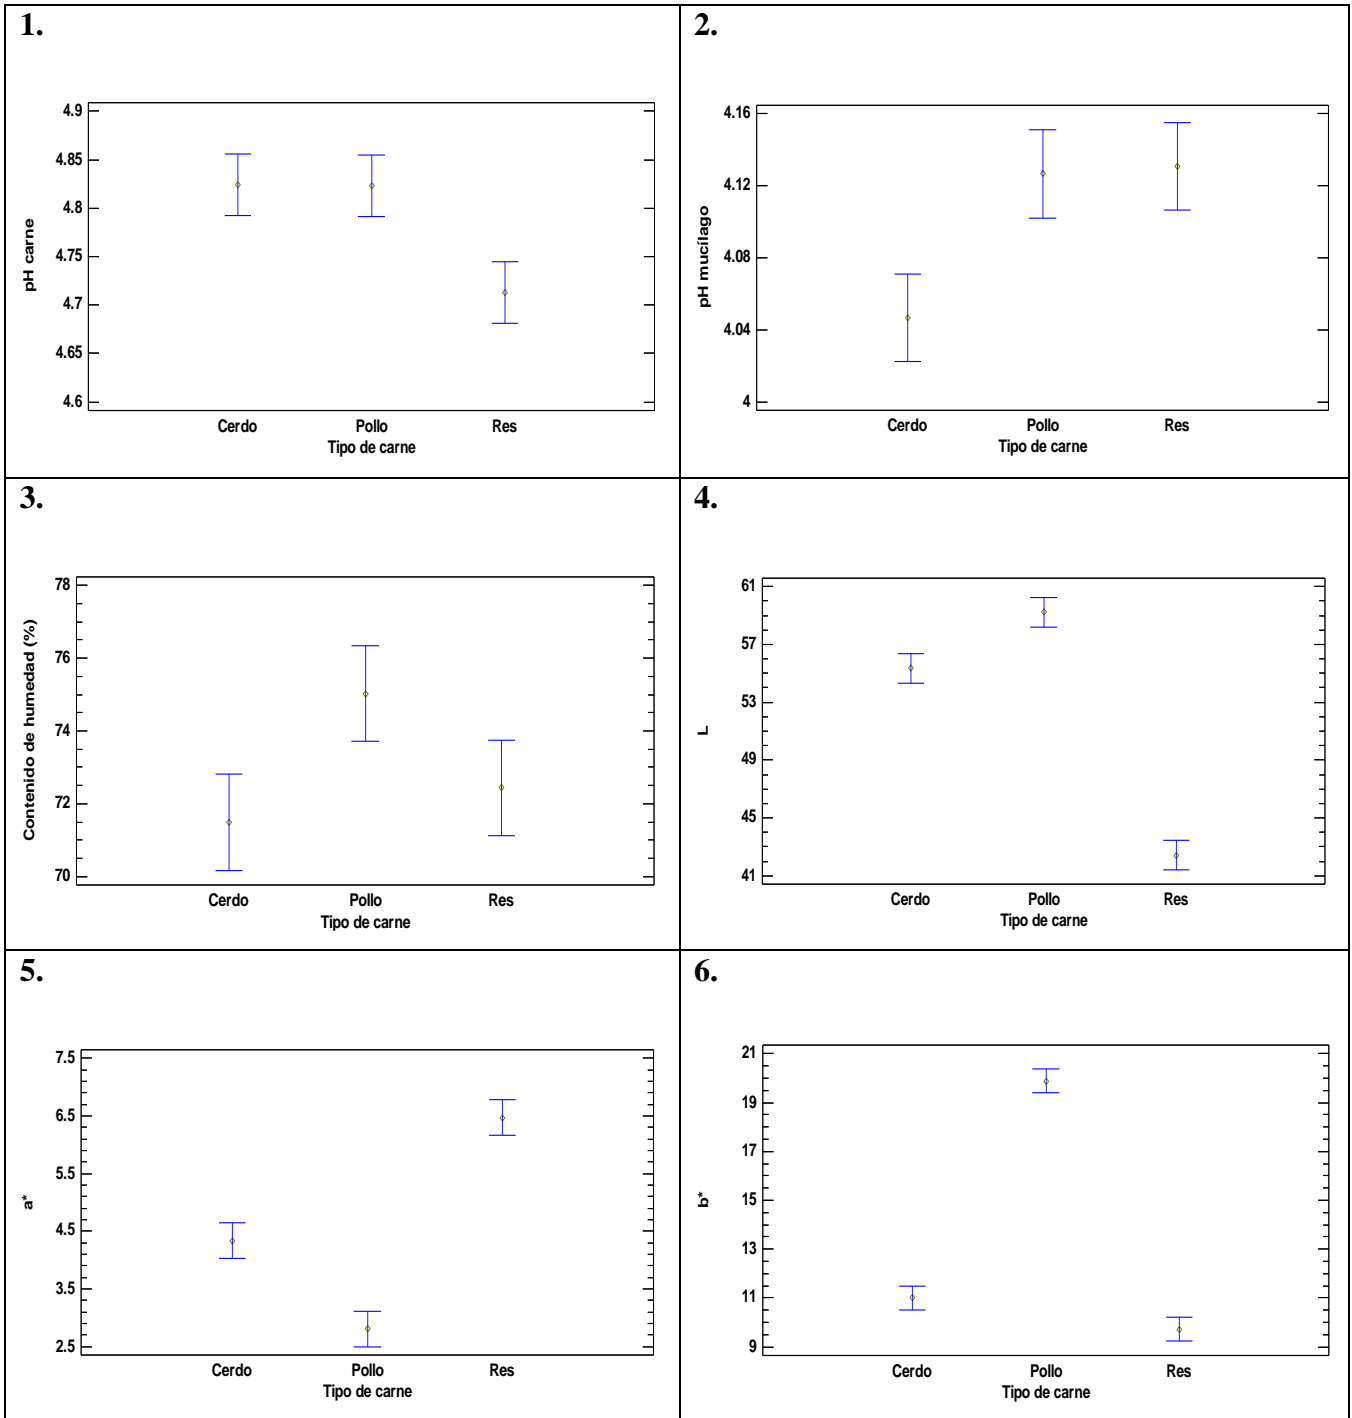 1.
pH carne
4.9
4.85
4.8
4.75
4.7
4.65
4.6
Cerdo Pollo Res
Tipo de carne
2.
pH mucílago
4.16
4.12
4.08
4.04
4
Cerdo Pollo Res
Tipo de carne
3.
Contenido de humedad (%)
78
76
74
72
70
Cerdo Pollo Res
Tipo de carne
4.
L
61
57
53
49
45
41
Cerdo Pollo Res
Tipo de carne
5.
a*
7.5
6.5
5.5
4.5
3.5
2.5
Cerdo Pollo Res
Tipo de carne
6.
b*
21
19
17
15
13
11
9
Cerdo Pollo Res
Tipo de carne